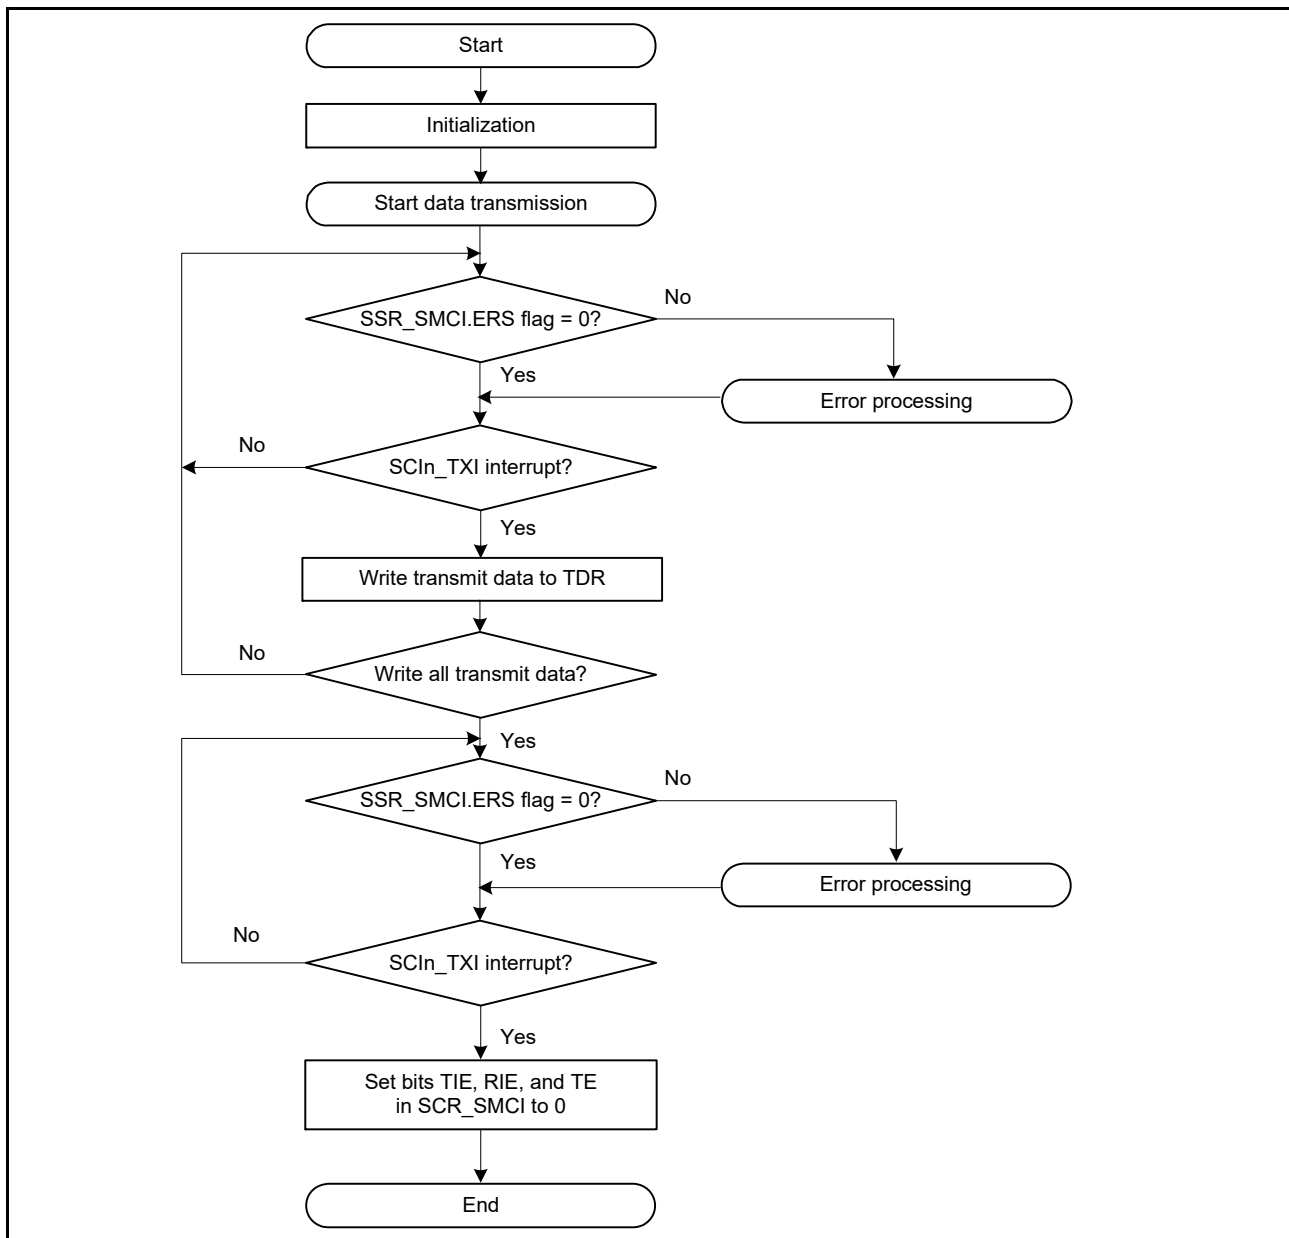 Start
Initialization
Start data transmission
No
SSR_SMCI.ERS flag = 0?
Yes
Error processing
No
SCIn_TXI interrupt?
Yes
Write transmit data to TDR
No
Write all transmit data?
Yes
No
SSR_SMCI.ERS flag = 0?
Yes
Error processing
No
SCIn_TXI interrupt?
Yes
Set bits TIE, RIE, and TE
in SCR_SMCI to 0
End